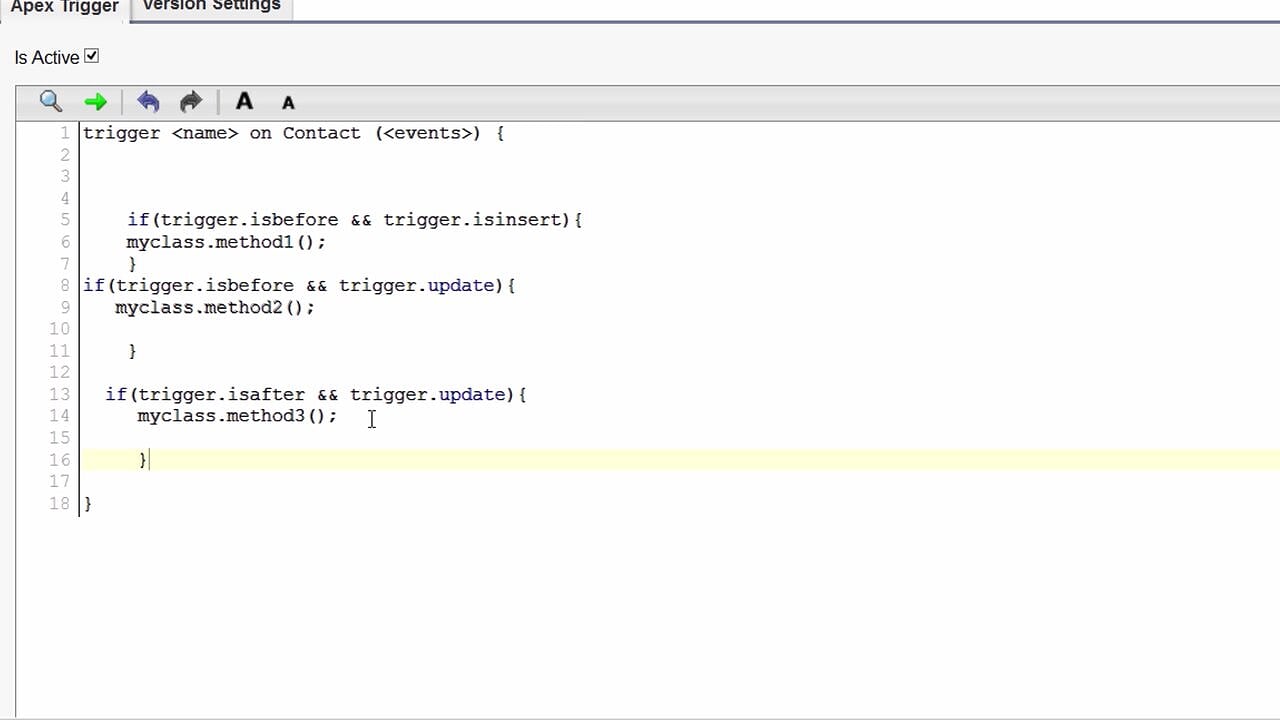 Apex Trigger
Version Settings
Is Active
A A
1 trigger <name> on Contact (<events>) {
2
3
4
5 if(trigger.isbefore && trigger.isinsert){
6 myclass.method1();
7 }
8 if(trigger.isbefore && trigger.update){
9 myclass.method2();
10
11 }
12
13 if(trigger.isafter && trigger.update){
14 myclass.method3();
15
16 }
17
18 }